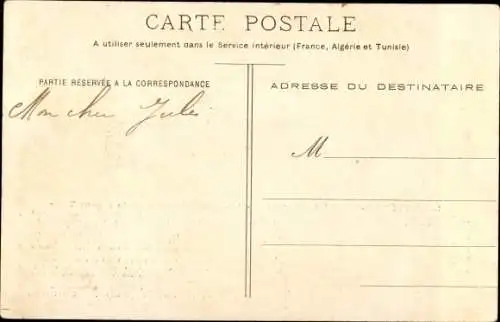 CARTE POSTALE
A utiliser seulement dans le Service intérieur (France, Algérie et Tunisie)
PARTIE RÉSERVÉE A LA CORRESPONDANCE
Mon cher Jules
ADRESSE DU DESTINATAIRE
M